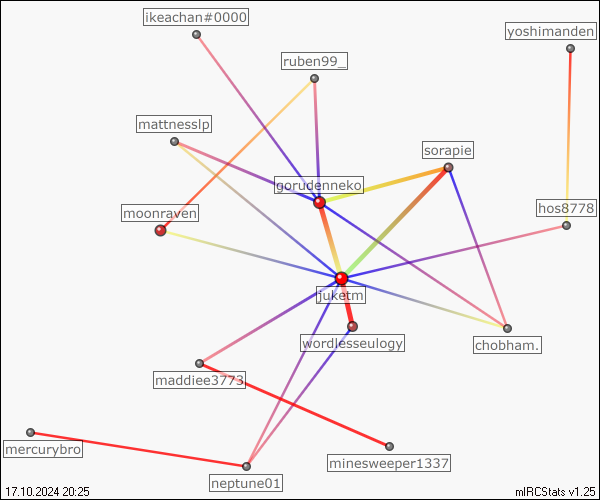 ikeachan#0000
yoshimanden
ruben99_
mattnesslp
sorapie
gorudenneko
moonraven
hos8778
juketm
wordlesseulogy
chobham.
maddiee3773
mercurybro
minesweeper1337
neptune01
17.10.2024 20:25
mIRCStats v1.25